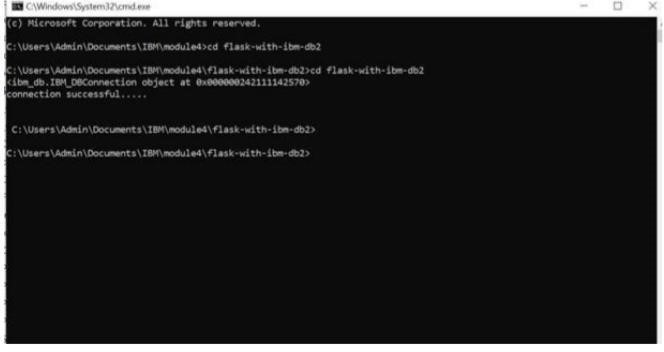 C:\Windows\System32\cmd.exe
(c) Microsoft Corporation. All rights reserved.
C:\Users\Admin\Documents\IBM\module4>cd flask-with-ibm-db2
C:\Users\Admin\Documents\IBM\module4\flask-with-ibm-db2>cd flask-with-ibm-db2
<ibm_db.IBM_DBConnection object at 0x000000242111142570>
connection successful.....
C:\Users\Admin\Documents\IBM\module4\flask-with-ibm-db2>
C:\Users\Admin\Documents\IBM\module4\flask-with-ibm-db2>